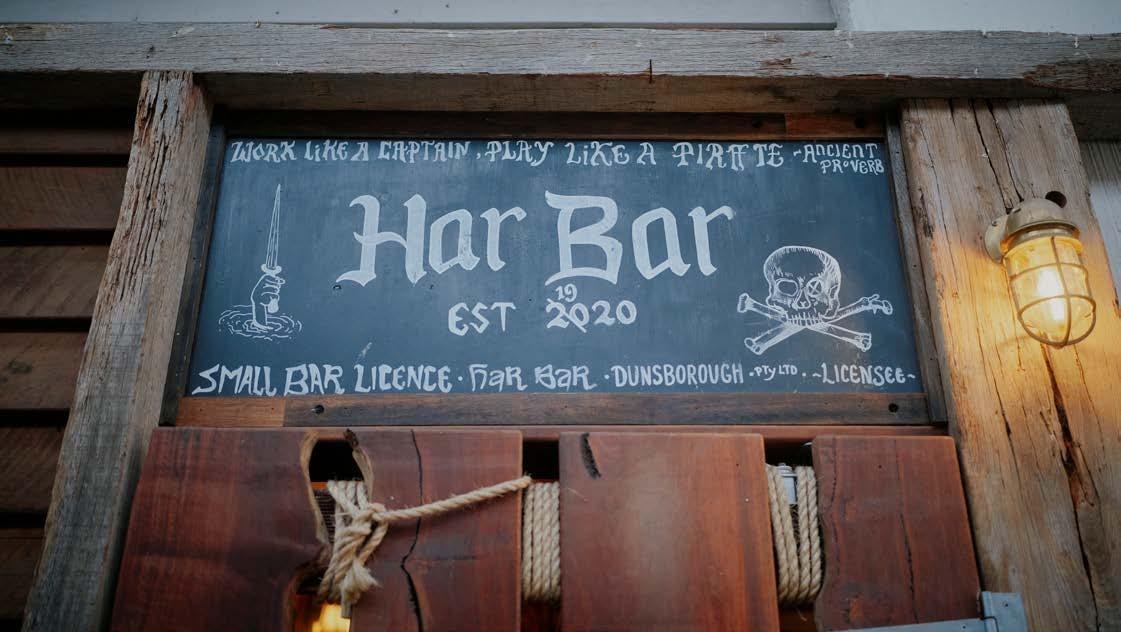 WORK LIKE A CAPTAIN, PLAY LIKE A PIRATE ~ANCIENT
PROVERB
Har Bar
19
EST 2020
SMALL BAR LICENCE · HAR BAR · DUNSBOROUGH · PTY LTD. ~LICENSEE~